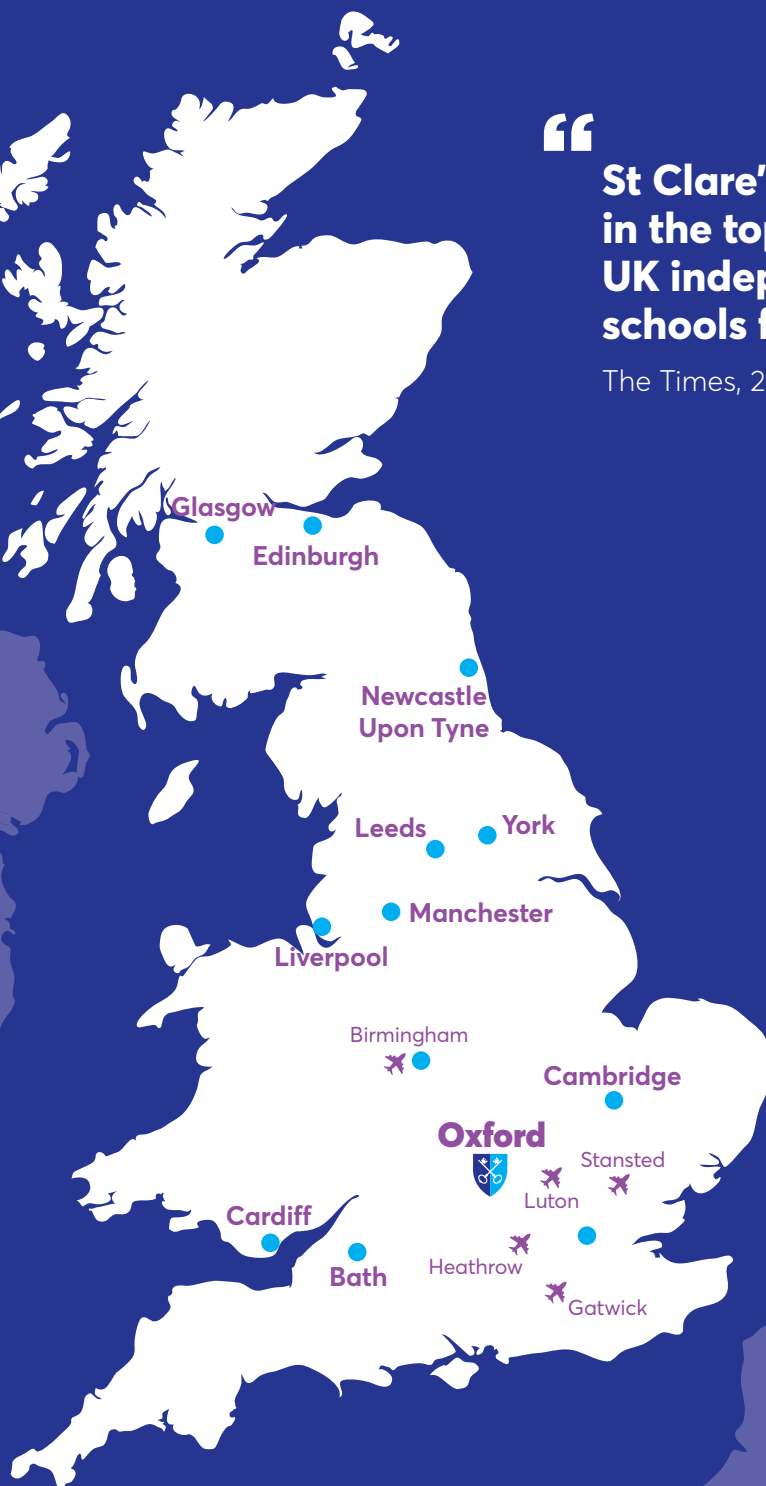 “
St Clare’
in the top
UK indep
schools f
The Times, 2
Glasgow
Edinburgh
Newcastle
Upon Tyne
Leeds
York
Manchester
Liverpool
Birmingham
Cambridge
Oxford
Stansted
Luton
Cardiff
Heathrow
Bath
Gatwick